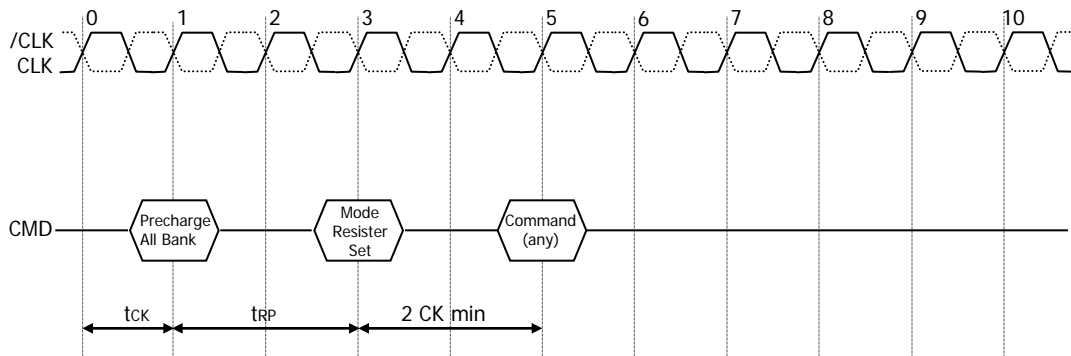 0 1 2 3 4 5 6 7 8 9 10
/CLK
CLK
CMD
Precharge
All Bank
Mode
Resister
Set
Command
(any)
tCK
tRP
2 CK min